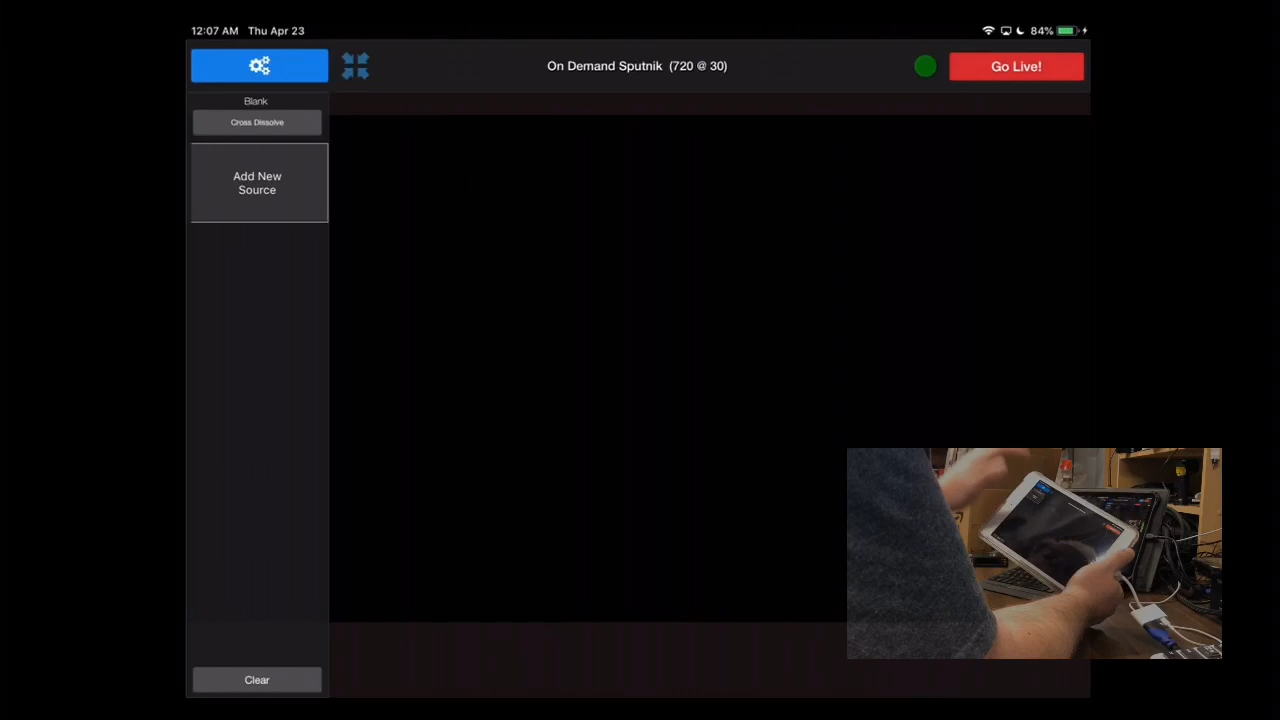 12:07 AM Thu Apr 23
84%
On Demand Sputnik (720 @ 30)
Go Live!
Blank
Cross Dissolve
Add New
Source
Clear